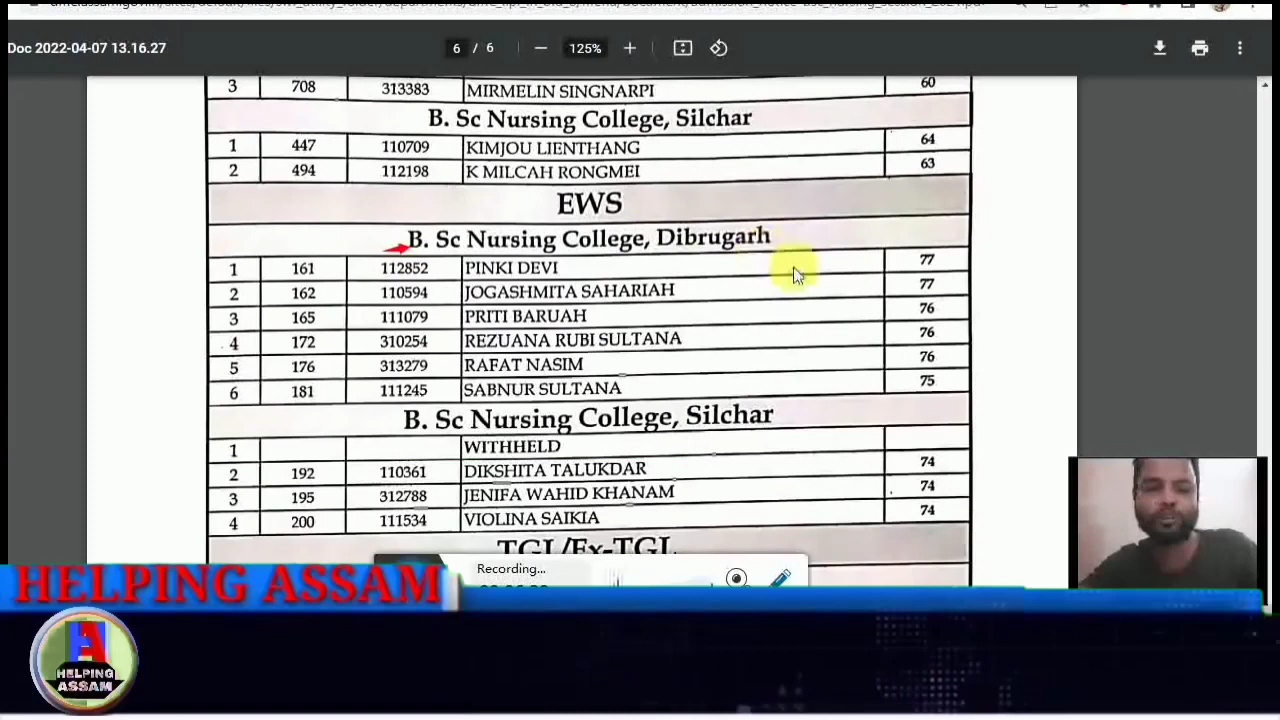 Doc 2022-04-07 13.16.27 6 / 6 125%
3 708 313383 MIRMELIN SINGNARPI 60
B. Sc Nursing College, Silchar
1 447 110709 KIMJOU LIENTHANG 64
2 494 112198 K MILCAH RONGMEI 63
EWS
B. Sc Nursing College, Dibrugarh
1 161 112852 PINKI DEVI 77
2 162 110594 JOGASHMITA SAHARIAH 77
3 165 111079 PRITI BARUAH 76
4 172 310254 REZUANA RUBI SULTANA 76
5 176 313279 RAFAT NASIM 76
6 181 111245 SABNUR SULTANA 75
B. Sc Nursing College, Silchar
1 WITHHELD
2 192 110361 DIKSHITA TALUKDAR 74
3 195 312788 JENIFA WAHID KHANAM 74
4 200 111534 VIOLINA SAIKIA 74
TGL/Ex-TGL
Recording...
HELPING ASSAM
HA
HELPING
ASSAM